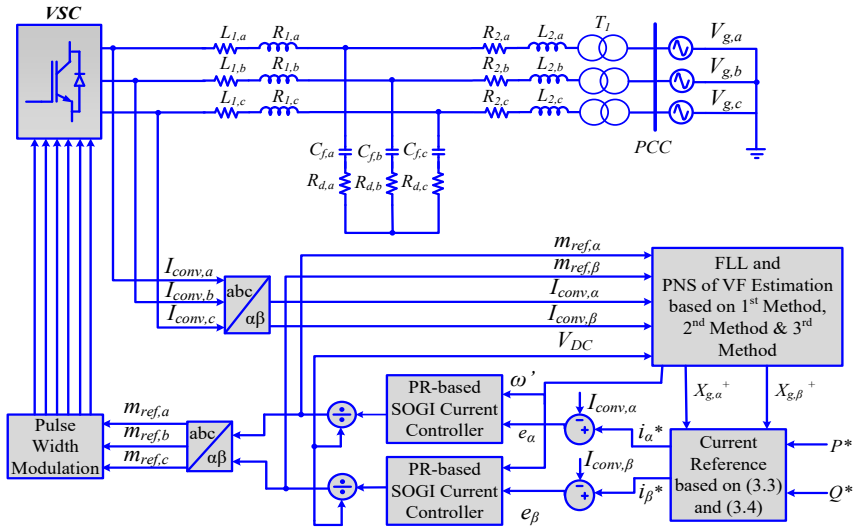 VSC
L1,a
R1,a
R2,a
L2,a
T1
Vg,a
L1,b
R1,b
R2,b
L2,b
Vg,b
L1,c
R1,c
R2,c
L2,c
Vg,c
PCC
Cf,a
Cf,b
Cf,c
Rd,a
Rd,b
Rd,c
mref,α
mref,β
Iconv,a
Iconv,b
Iconv,c
abc
αβ
Iconv,α
Iconv,β
VDC
FLL and
PNS of VF Estimation
based on 1st Method,
2nd Method & 3rd
Method
Xg,α+
Xg,β+
ω’
PR-based
SOGI Current
Controller
÷
eα
Iconv,α
+
-
iα*
PR-based
SOGI Current
Controller
÷
eβ
Iconv,β
+
-
iβ*
Current
Reference
based on (3.3)
and (3.4)
P*
Q*
Pulse
Width
Modulation
mref,a
mref,b
mref,c
abc
αβ